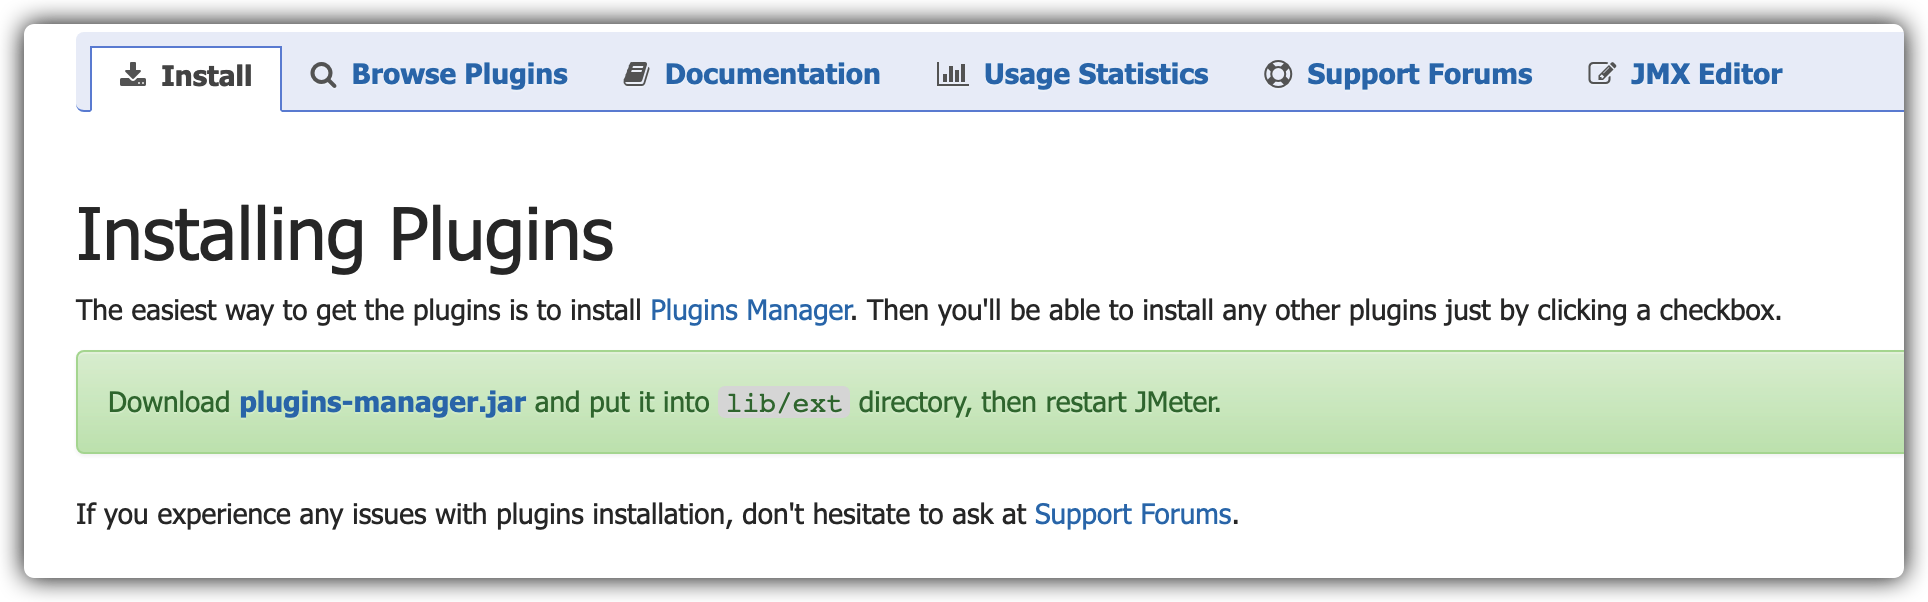 Install Browse Plugins Documentation Usage Statistics Support Forums JMX Editor
Installing Plugins
The easiest way to get the plugins is to install Plugins Manager. Then you'll be able to install any other plugins just by clicking a checkbox.
Download plugins-manager.jar and put it into lib/ext directory, then restart JMeter.
If you experience any issues with plugins installation, don't hesitate to ask at Support Forums.